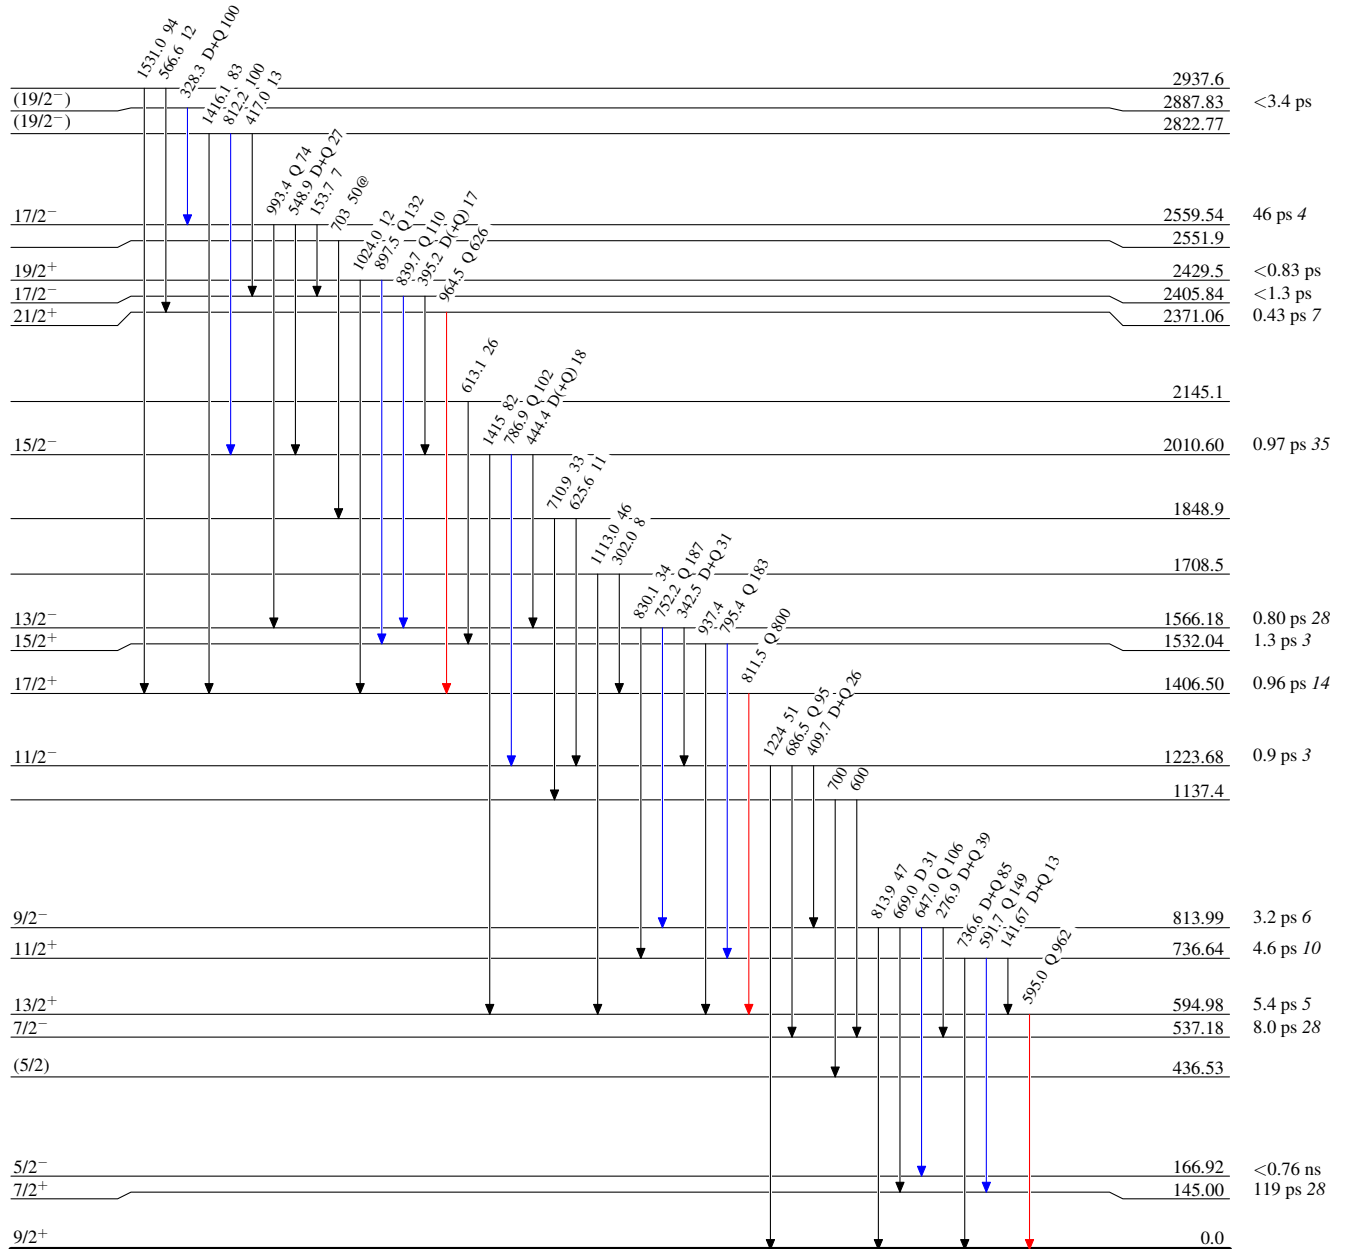 1531.0 94
566.6 12
328.3 D+Q 100
1416.1 83
812.2 100
417.0 13
2937.6
(19/2⁻) 2887.83 <3.4 ps
(19/2⁻) 2822.77
993.4 Q 74
548.9 D+Q 27
153.7 7
703 50@
17/2⁻ 2559.54 46 ps 4
2551.9
1024.0 12
897.5 Q 132
839.7 Q 110
395.2 D(+Q) 17
964.5 Q 626
19/2⁺ 2429.5 <0.83 ps
17/2⁻ 2405.84 <1.3 ps
21/2⁺ 2371.06 0.43 ps 7
613.1 26
2145.1
1415 82
786.9 Q 102
444.4 D(+Q) 18
15/2⁻ 2010.60 0.97 ps 35
710.9 33
625.6 11
1848.9
1113.0 46
302.0 8
1708.5
830.1 34
752.2 Q 187
342.5 D+Q 31
937.4
795.4 Q 183
13/2⁻ 1566.18 0.80 ps 28
15/2⁺ 1532.04 1.3 ps 3
811.5 Q 800
17/2⁺ 1406.50 0.96 ps 14
1224 51
686.5 Q 95
409.7 D+Q 26
11/2⁻ 1223.68 0.9 ps 3
700
600
1137.4
813.9 47
669.0 D 31
647.0 Q 106
276.9 D+Q 39
9/2⁻ 813.99 3.2 ps 6
736.6 D+Q 85
591.7 Q 149
141.67 D+Q 13
11/2⁺ 736.64 4.6 ps 10
595.0 Q 962
13/2⁺ 594.98 5.4 ps 5
7/2⁻ 537.18 8.0 ps 28
(5/2) 436.53
5/2⁻ 166.92 <0.76 ns
7/2⁺ 145.00 119 ps 28
9/2⁺ 0.0